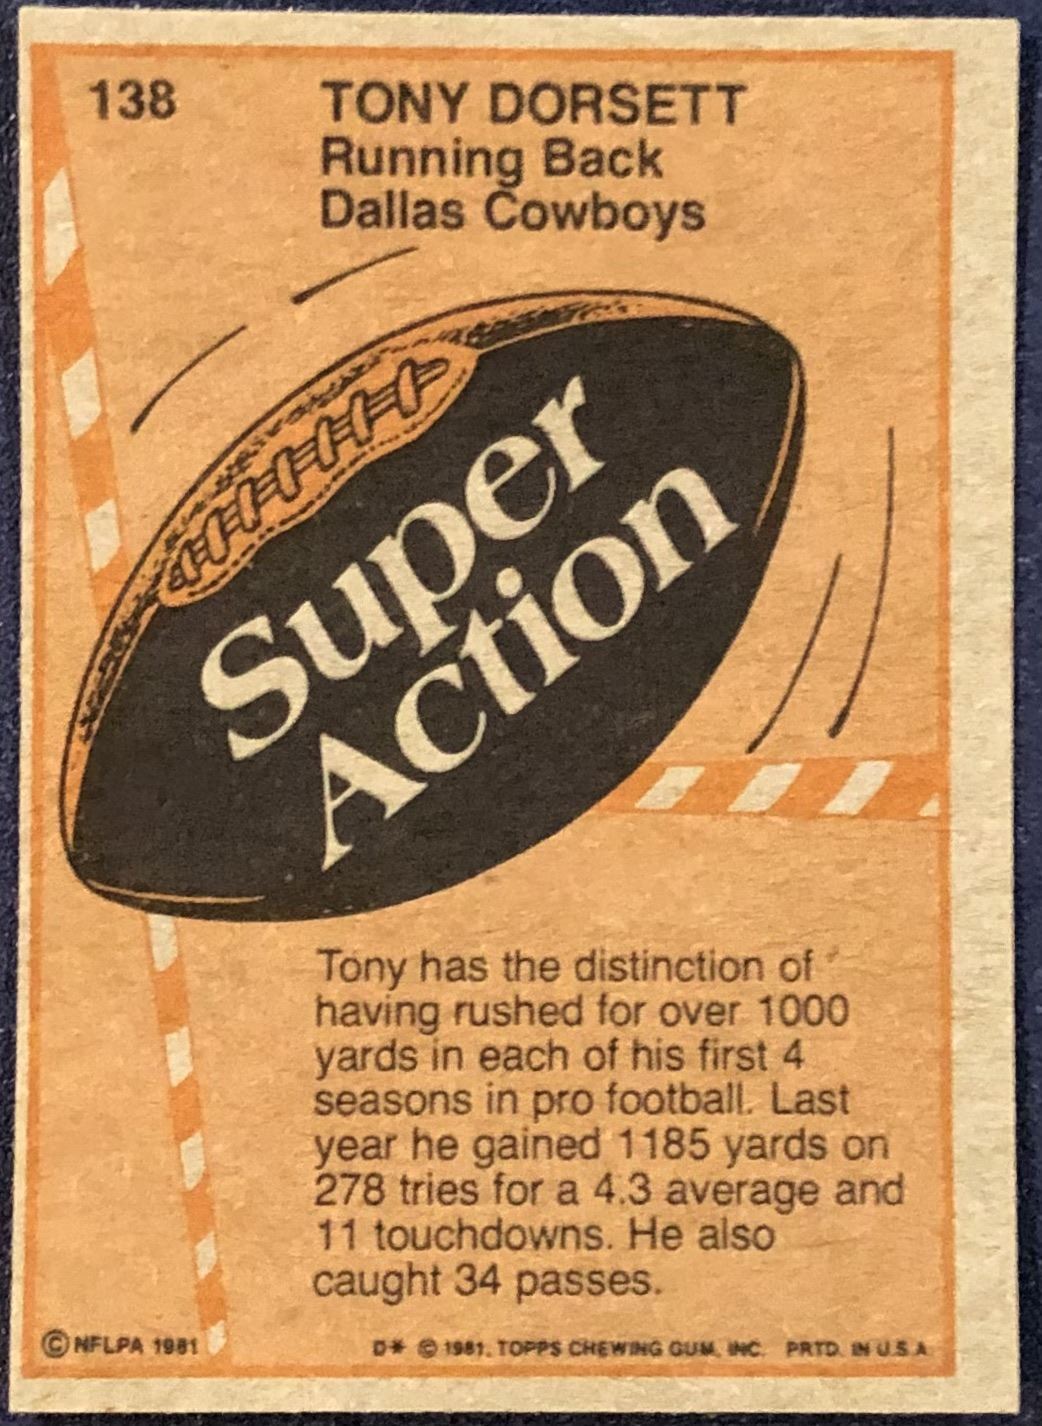 138
TONY DORSETT
Running Back
Dallas Cowboys
Super
Action
Tony has the distinction of
having rushed for over 1000
yards in each of his first 4
seasons in pro football. Last
year he gained 1185 yards on
278 tries for a 4.3 average and
11 touchdowns. He also
caught 34 passes.
© NFLPA 1981
D* © 1981, TOPPS CHEWING GUM, INC. PRTD. IN U.S.A.